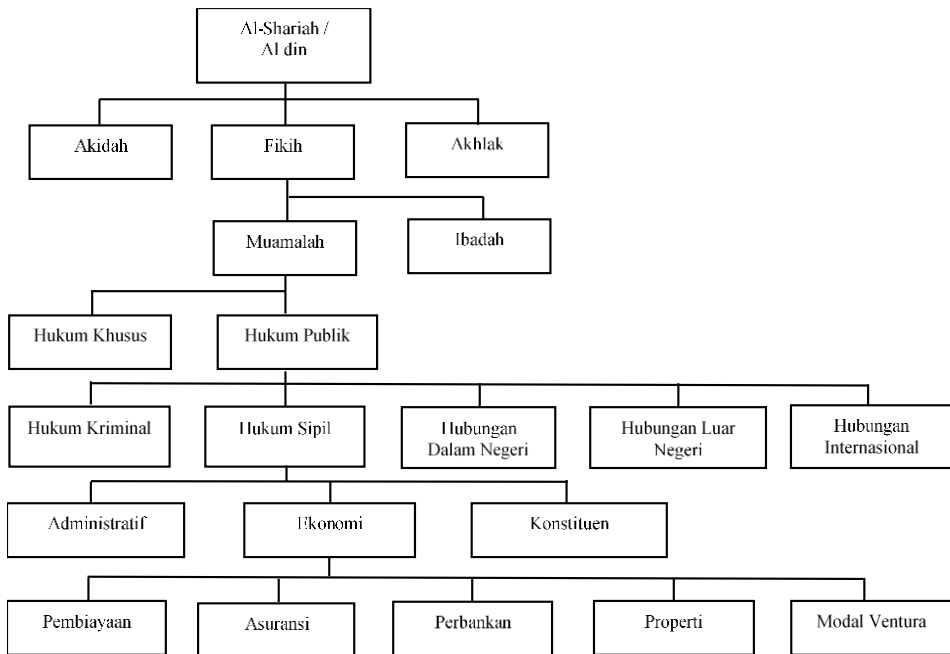 Al-Shariah /
Al din
Akidah
Fikih
Akhlak
Muamalah
Ibadah
Hukum Khusus
Hukum Publik
Hukum Kriminal
Hukum Sipil
Hubungan
Dalam Negeri
Hubungan Luar
Negeri
Hubungan
Internasional
Administratif
Ekonomi
Konstituen
Pembiayaan
Asuransi
Perbankan
Properti
Modal Ventura